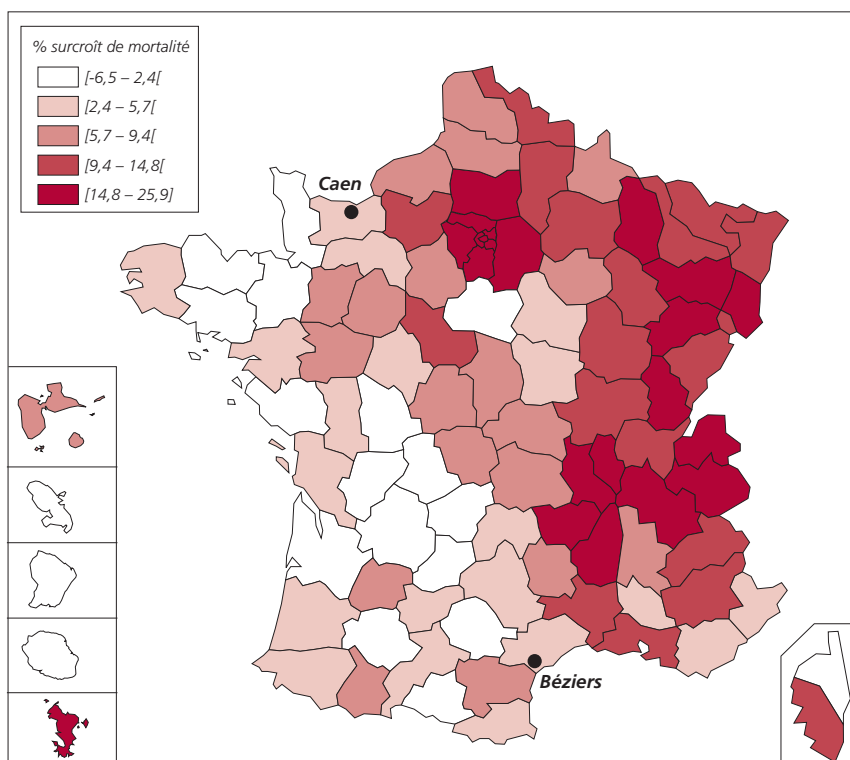 % surcroît de mortalité
[-6,5 – 2,4[
[2,4 – 5,7[
[5,7 – 9,4[
[9,4 – 14,8[
[14,8 – 25,9]
Caen
Béziers